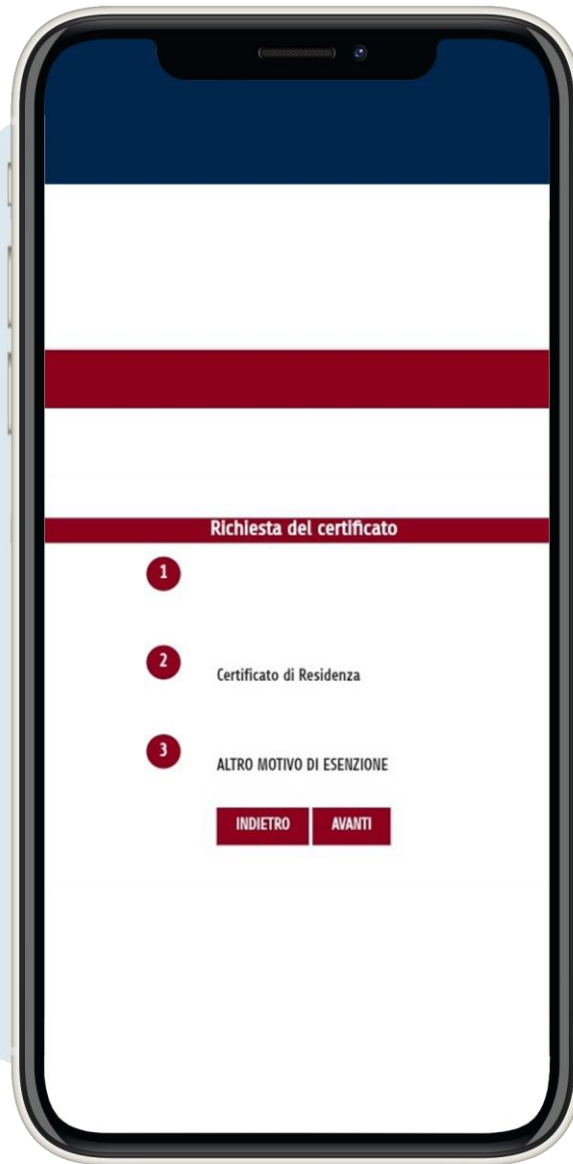 Richiesta del certificato
1
2
Certificato di Residenza
3
ALTRO MOTIVO DI ESENZIONE
INDIETRO AVANTI